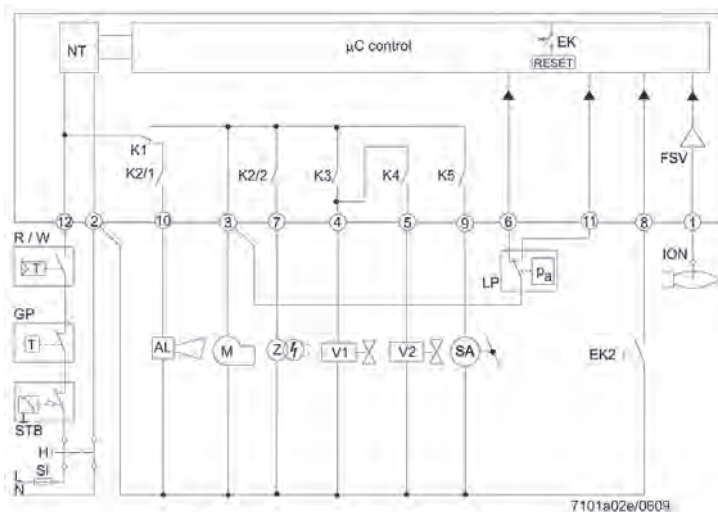 NT
µC control
EK
RESET
FSV
K1
K2/1
K2/2
K3
K4
K5
12
2
10
3
7
4
5
9
6
11
8
1
R / W
T
GP
T
STB
H
SI
L
N
AL
M
Z
V1
V2
SA
LP
pa
ION
EK2
7101a02e/0609